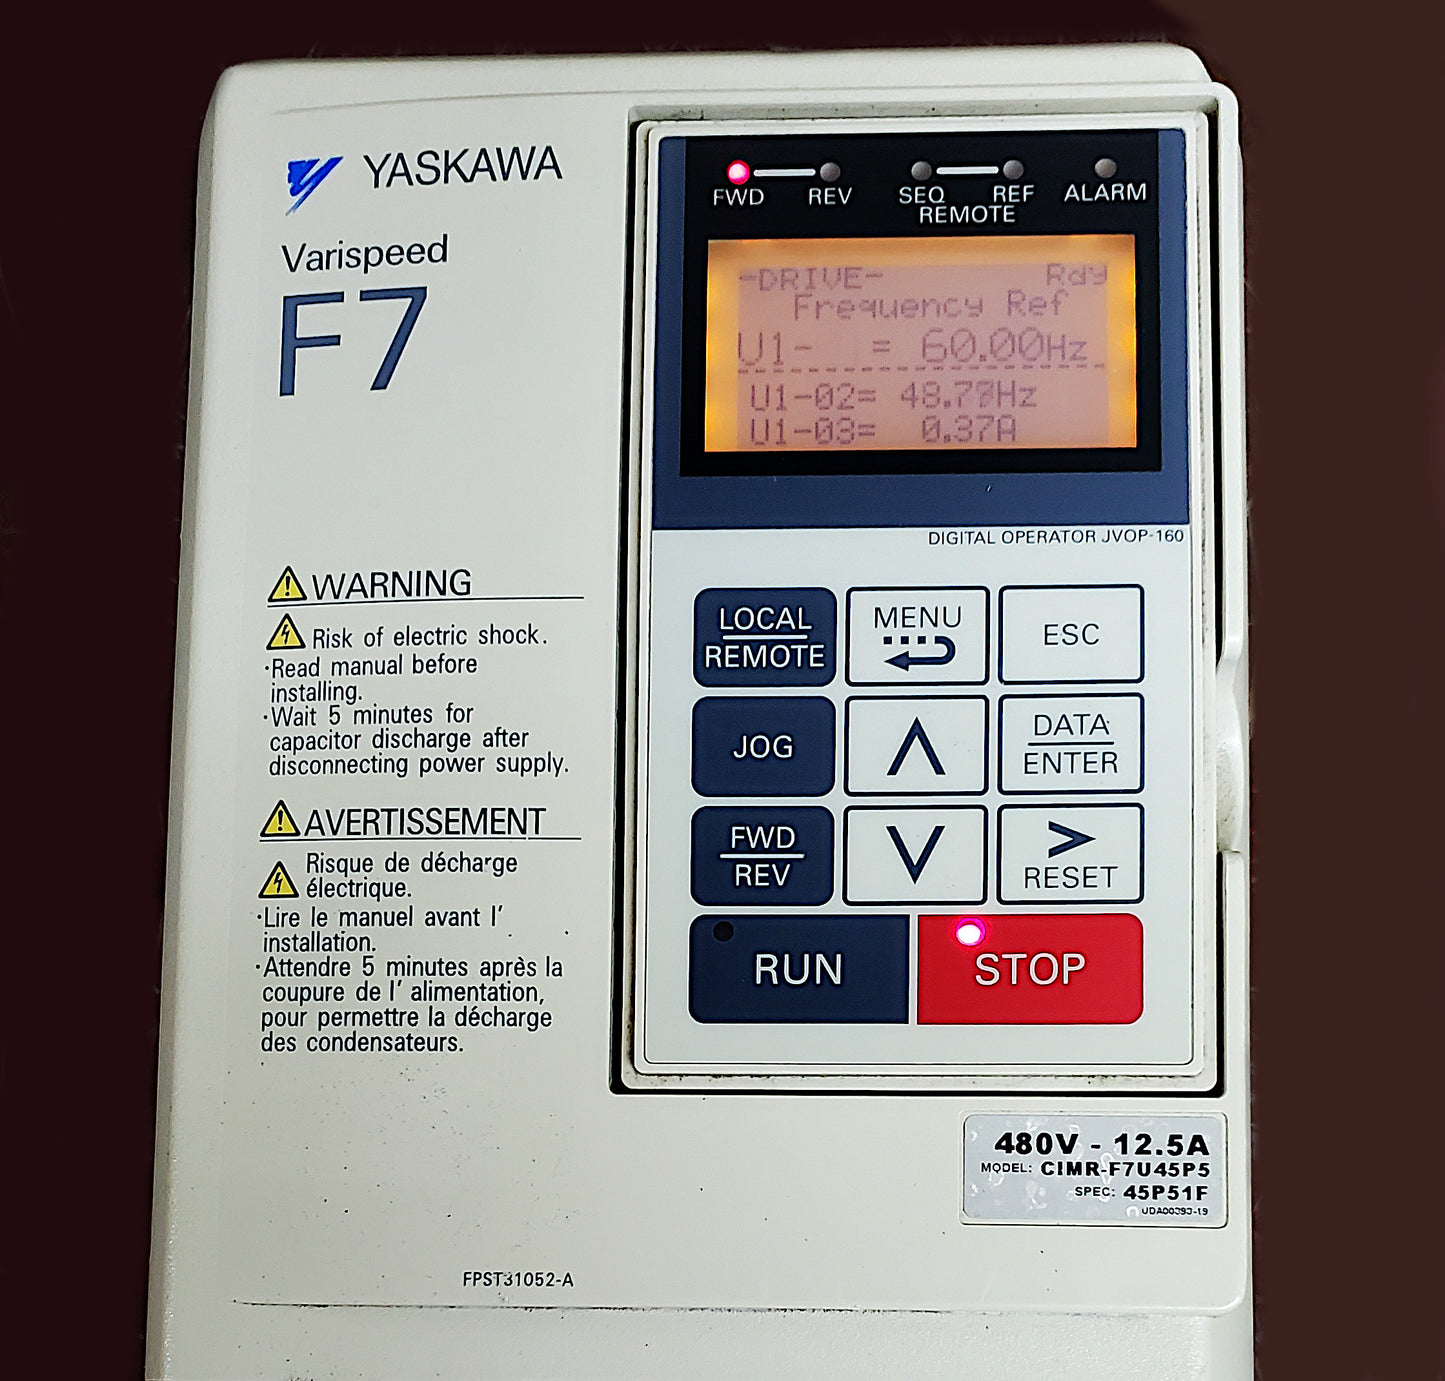 YASKAWA
Varispeed
F7
WARNING
Risk of electric shock.
·Read manual before
installing.
·Wait 5 minutes for
capacitor discharge after
disconnecting power supply.
AVERTISSEMENT
Risque de décharge
électrique.
·Lire le manuel avant l'
installation.
·Attendre 5 minutes après la
coupure de l' alimentation,
pour permettre la décharge
des condensateurs.
FPST31052-A
FWD REV SEQ REF ALARM
REMOTE
-DRIVE- Rdy
Frequency Ref
U1- = 60.00Hz
U1-02=
U1-03= 0.37A
DIGITAL OPERATOR JVOP-160
LOCAL
REMOTE
MENU
ESC
JOG
DATA
ENTER
FWD
REV
RESET
RUN
STOP
480V - 12.5A
MODEL: CIMR-F7U45P5
SPEC: 45P51F
UDA00393-19